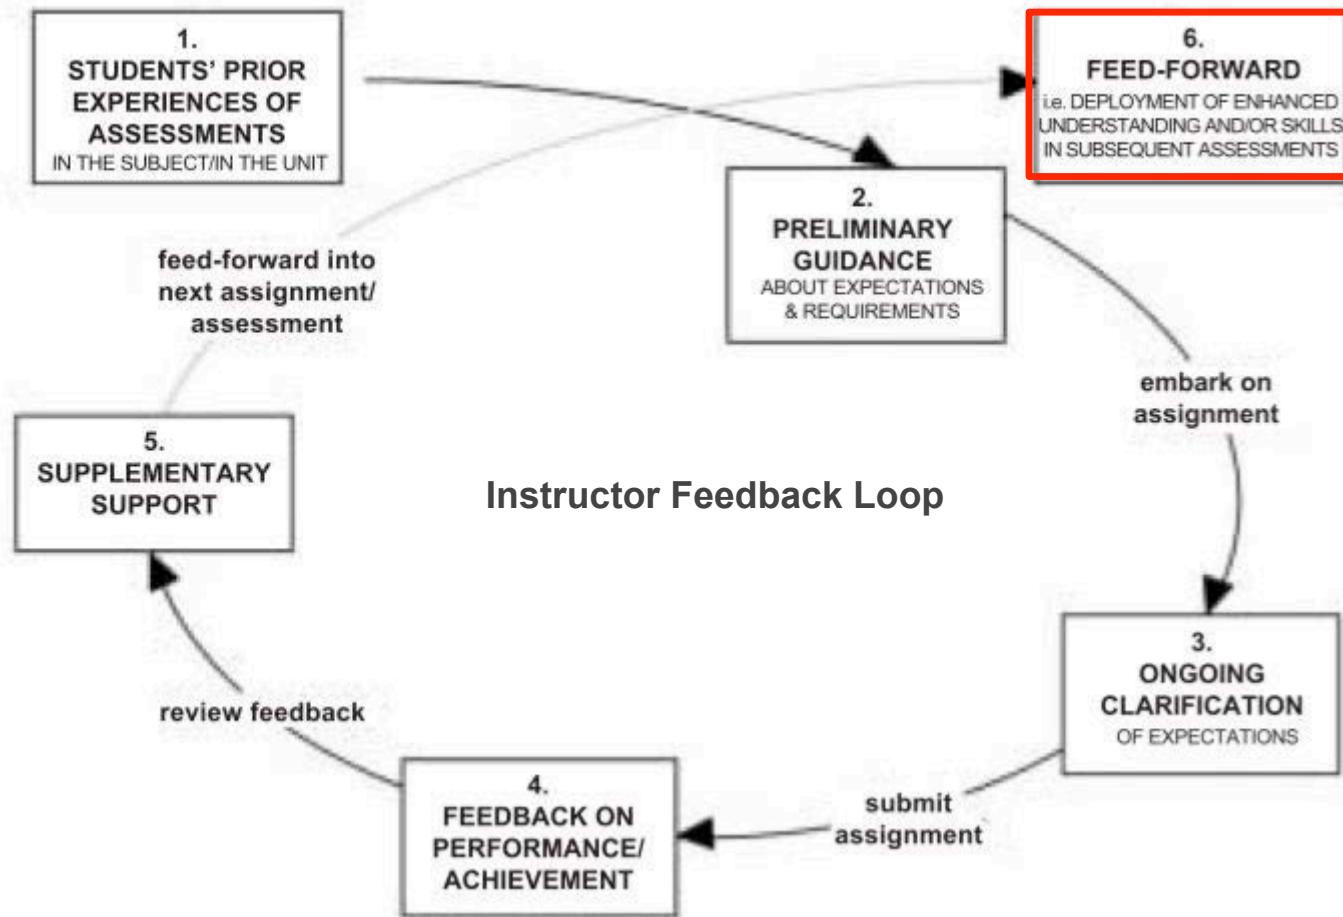 1.
STUDENTS' PRIOR
EXPERIENCES OF
ASSESSMENTS
IN THE SUBJECT/IN THE UNIT
6.
FEED-FORWARD
i.e. DEPLOYMENT OF ENHANCED
UNDERSTANDING AND/OR SKILLS
IN SUBSEQUENT ASSESSMENTS
2.
PRELIMINARY
GUIDANCE
ABOUT EXPECTATIONS
& REQUIREMENTS
feed-forward into
next assignment/
assessment
embark on
assignment
5.
SUPPLEMENTARY
SUPPORT
Instructor Feedback Loop
3.
ONGOING
CLARIFICATION
OF EXPECTATIONS
review feedback
4.
FEEDBACK ON
PERFORMANCE/
ACHIEVEMENT
submit
assignment